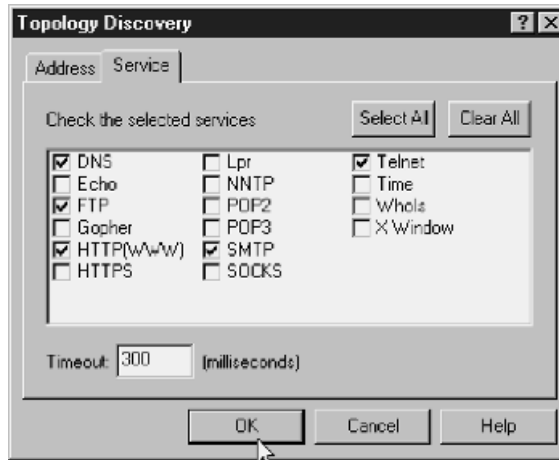 Topology Discovery
Address Service
Check the selected services Select All Clear All
DNS Lpr Telnet
Echo NNTP Time
FTP POP2 WhoIs
Gopher POP3 X Window
HTTP(WWW) SMTP
HTTPS SOCKS
Timeout: 300 (milliseconds)
OK Cancel Help